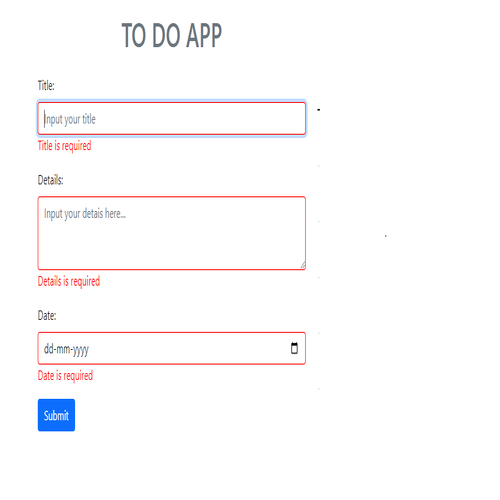 TO DO APP
Title:
Input your title
Title is required
Details:
Input your detais here...
Details is required
Date:
dd-mm-yyyy
Date is required
Submit